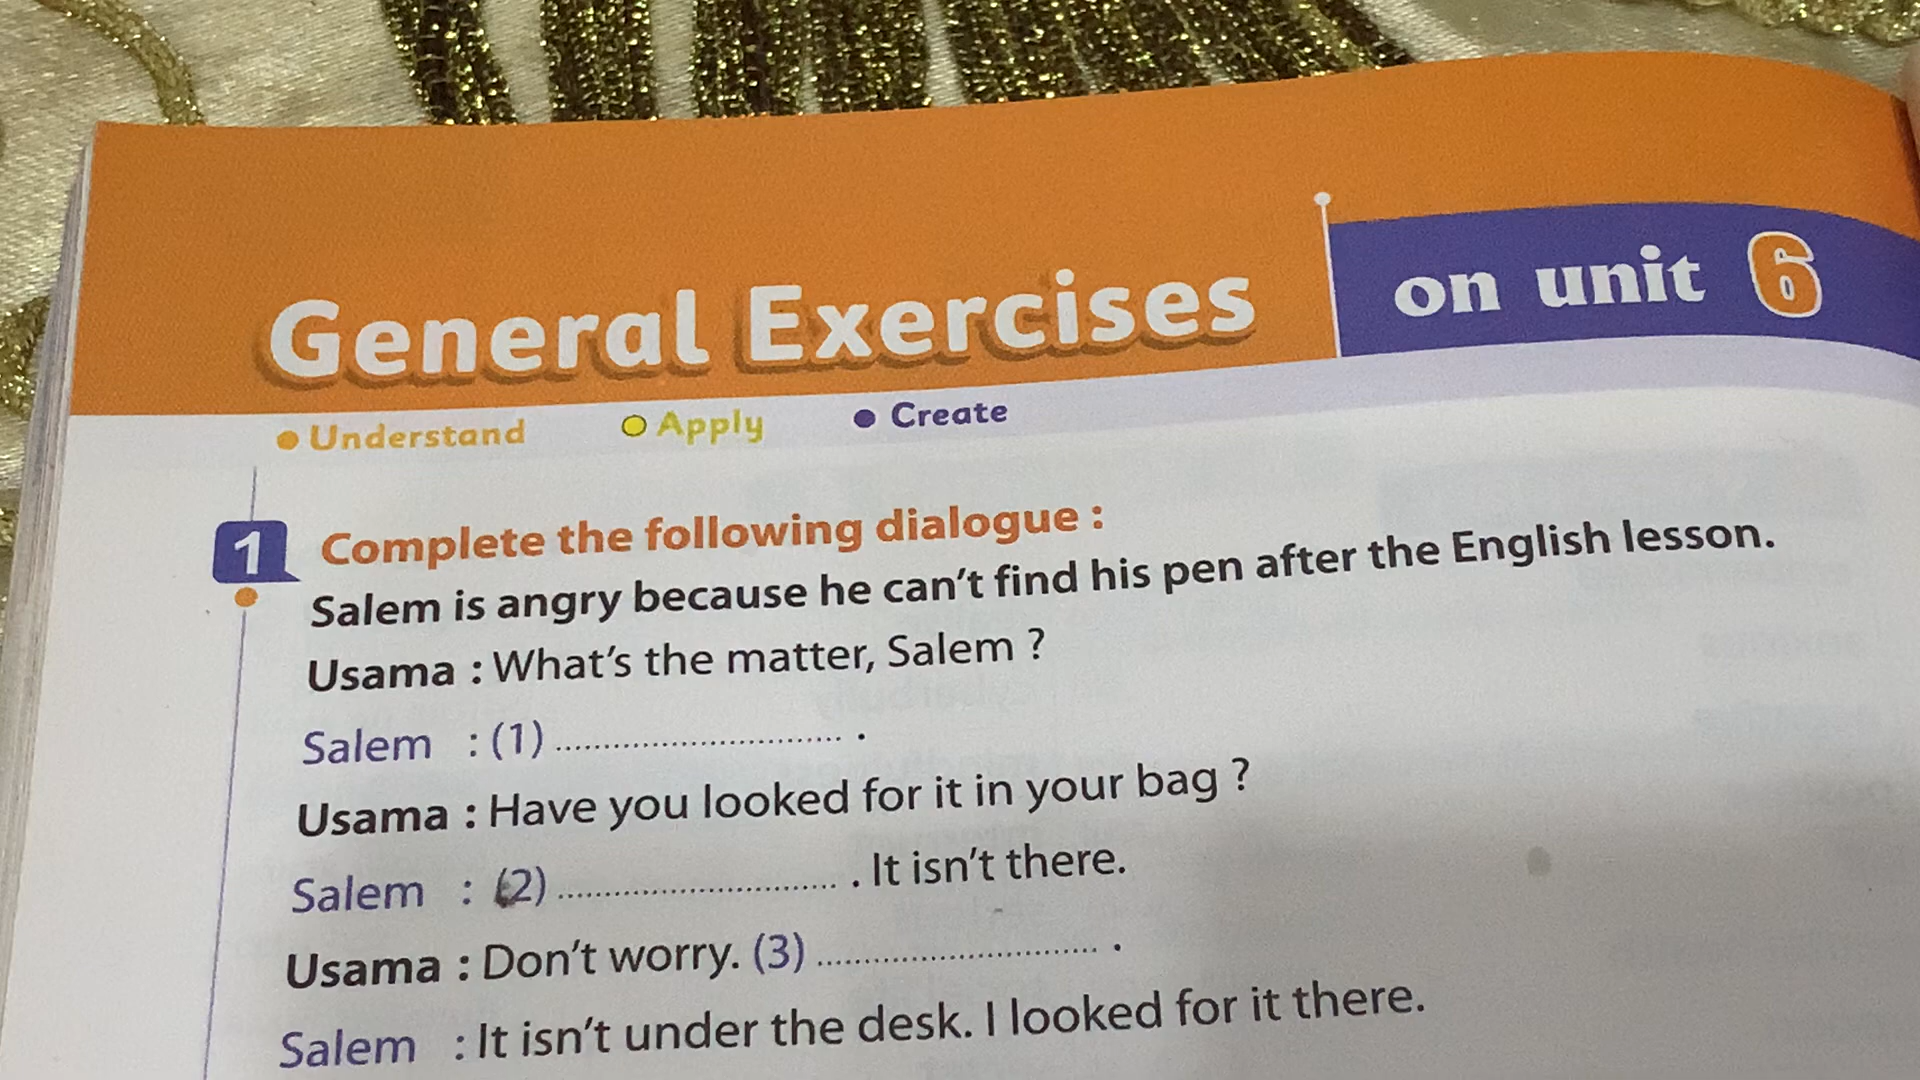 General Exercises on unit 6
Understand Apply Create
1 Complete the following dialogue :
Salem is angry because he can't find his pen after the English lesson.
Usama : What's the matter, Salem ?
Salem : (1) .............................. .
Usama : Have you looked for it in your bag ?
Salem : (2) .............................. . It isn't there.
Usama : Don't worry. (3) .............................. .
Salem : It isn't under the desk. I looked for it there.